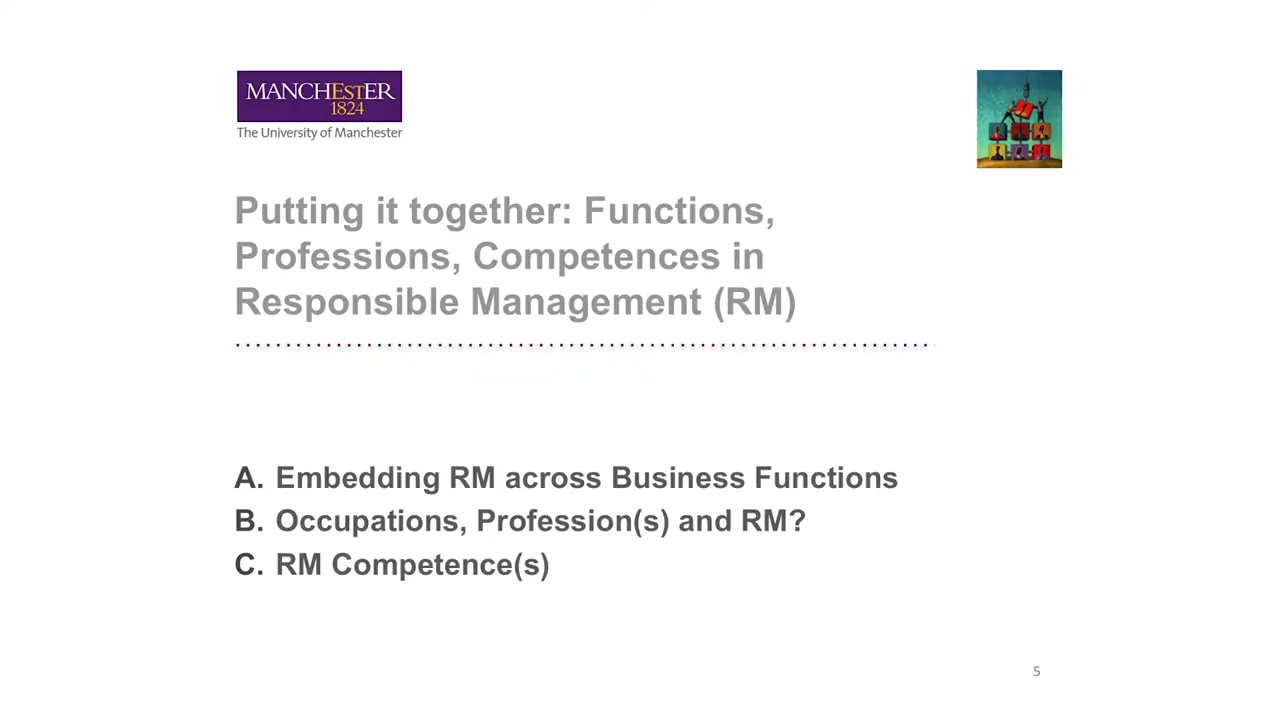 MANCHESTER
1824
The University of Manchester
Putting it together: Functions,
Professions, Competences in
Responsible Management (RM)
A. Embedding RM across Business Functions
B. Occupations, Profession(s) and RM?
C. RM Competence(s)
5